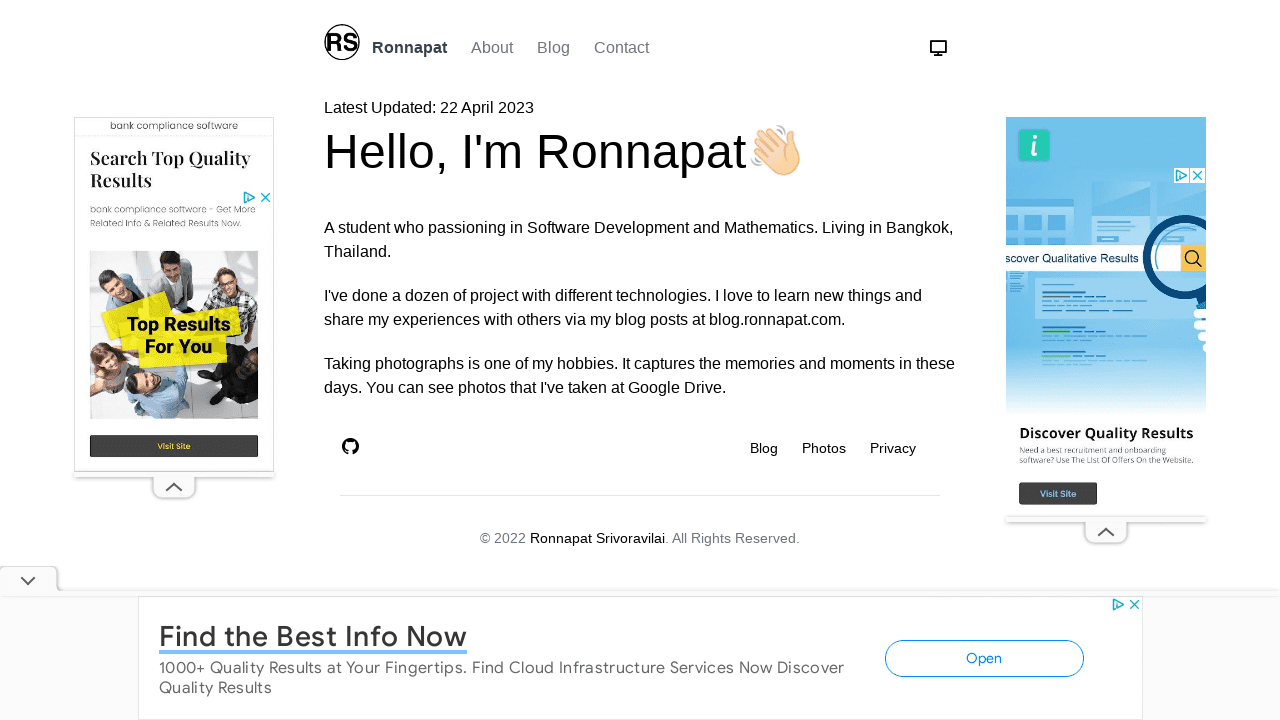 RS Ronnapat About Blog Contact
Latest Updated: 22 April 2023
Hello, I'm Ronnapat
A student who passioning in Software Development and Mathematics. Living in Bangkok,
Thailand.
I've done a dozen of project with different technologies. I love to learn new things and
share my experiences with others via my blog posts at blog.ronnapat.com.
Taking photographs is one of my hobbies. It captures the memories and moments in these
days. You can see photos that I've taken at Google Drive.
Blog Photos Privacy
© 2022 Ronnapat Srivoravilai. All Rights Reserved.
bank compliance software
Search Top Quality
Results
bank compliance software - Get More
Related Info & Related Results Now.
Top Results
For You
Visit Site
i
scover Qualitative Results
Discover Quality Results
Need a best recruitment and onboarding
software? Use The List Of Offers On the Website.
Visit Site
Find the Best Info Now
1000+ Quality Results at Your Fingertips. Find Cloud Infrastructure Services Now Discover
Quality Results
Open